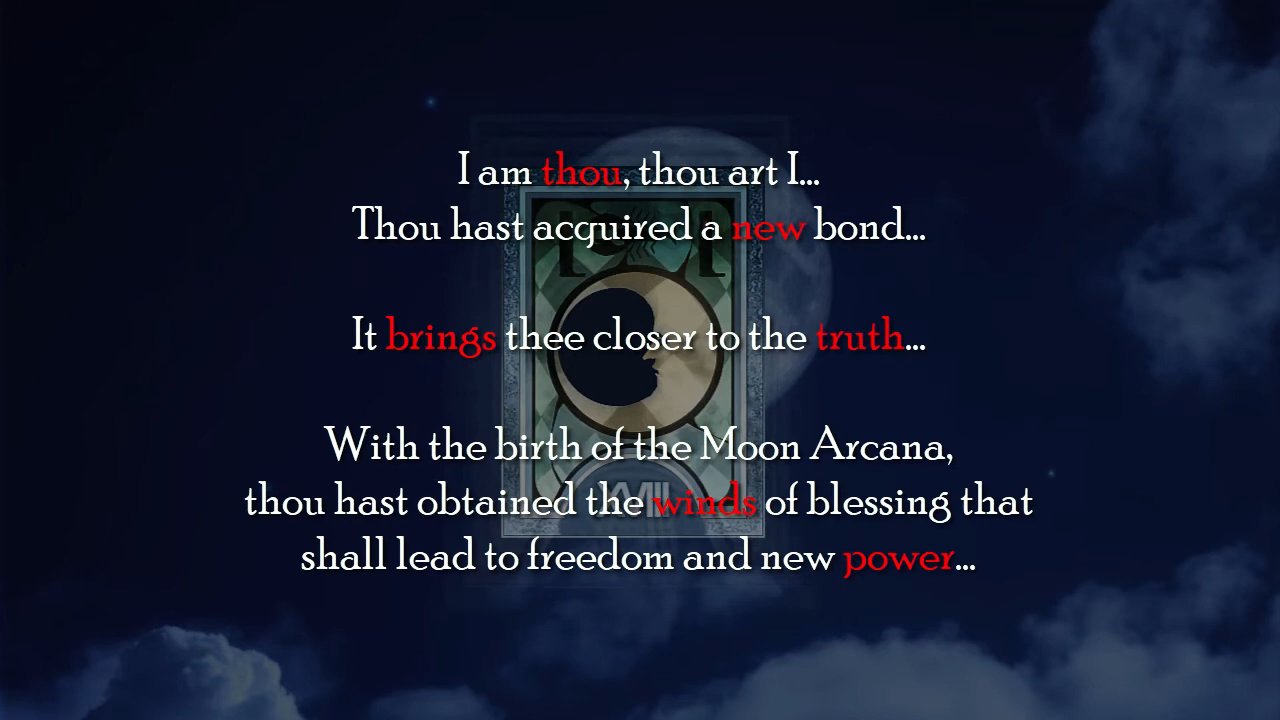 I am thou, thou art I...
Thou hast acquired a new bond...
It brings thee closer to the truth...
With the birth of the Moon Arcana,
thou hast obtained the winds of blessing that
shall lead to freedom and new power...
XVIII